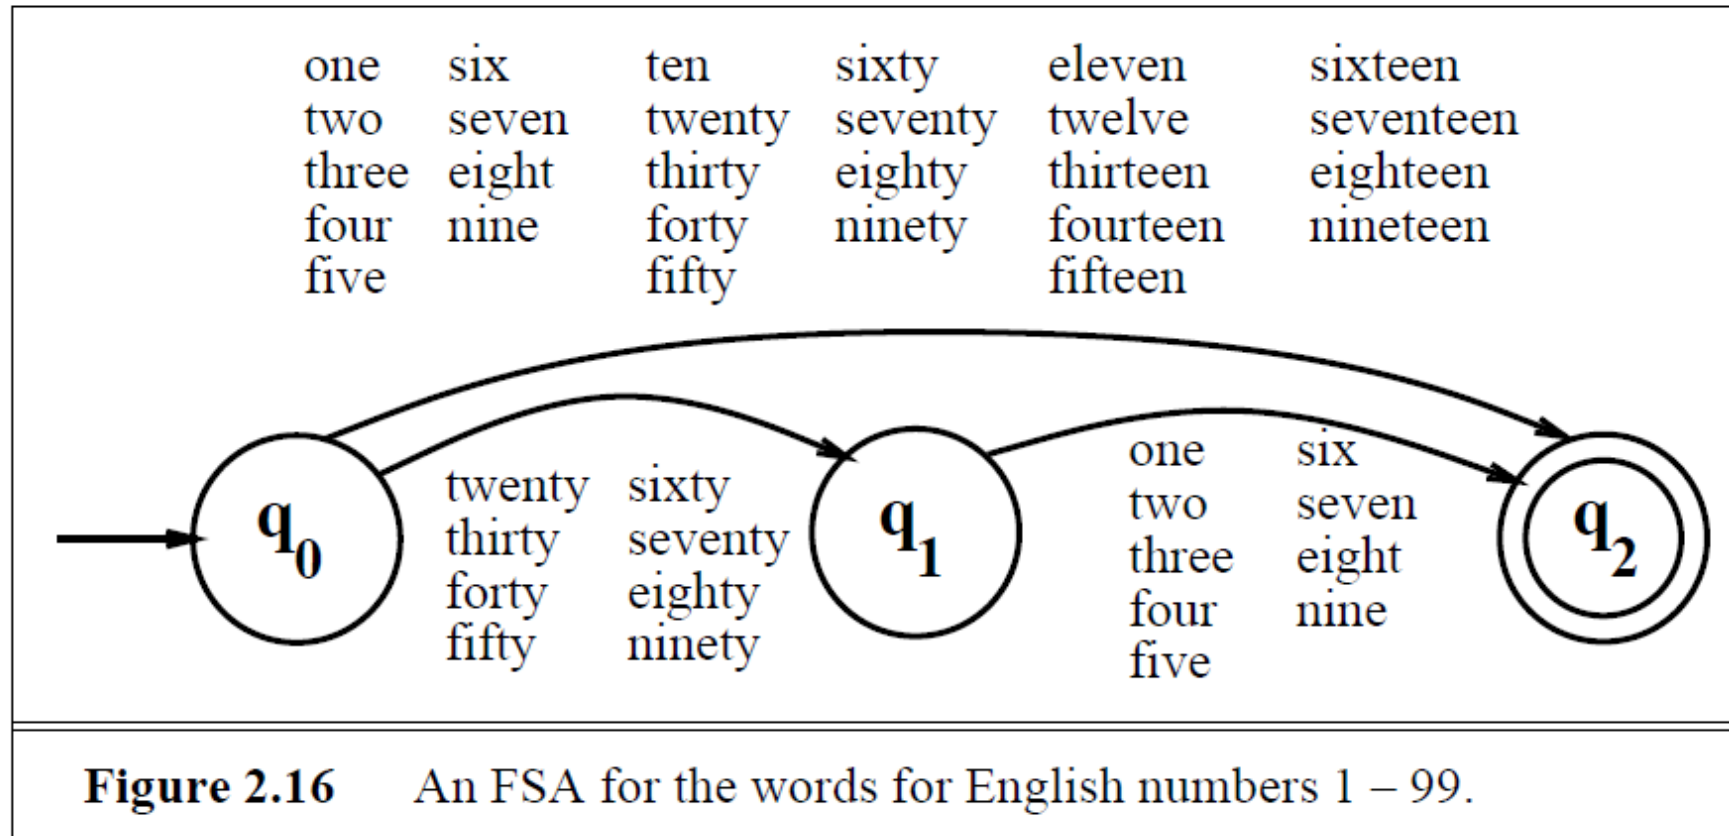 one six ten sixty eleven sixteen
two seven twenty seventy twelve seventeen
three eight thirty eighty thirteen eighteen
four nine forty ninety fourteen nineteen
five fifty fifteen
twenty sixty
thirty seventy
forty eighty
fifty ninety
one six
two seven
three eight
four nine
five
q0
q1
q2
Figure 2.16 An FSA for the words for English numbers 1 – 99.